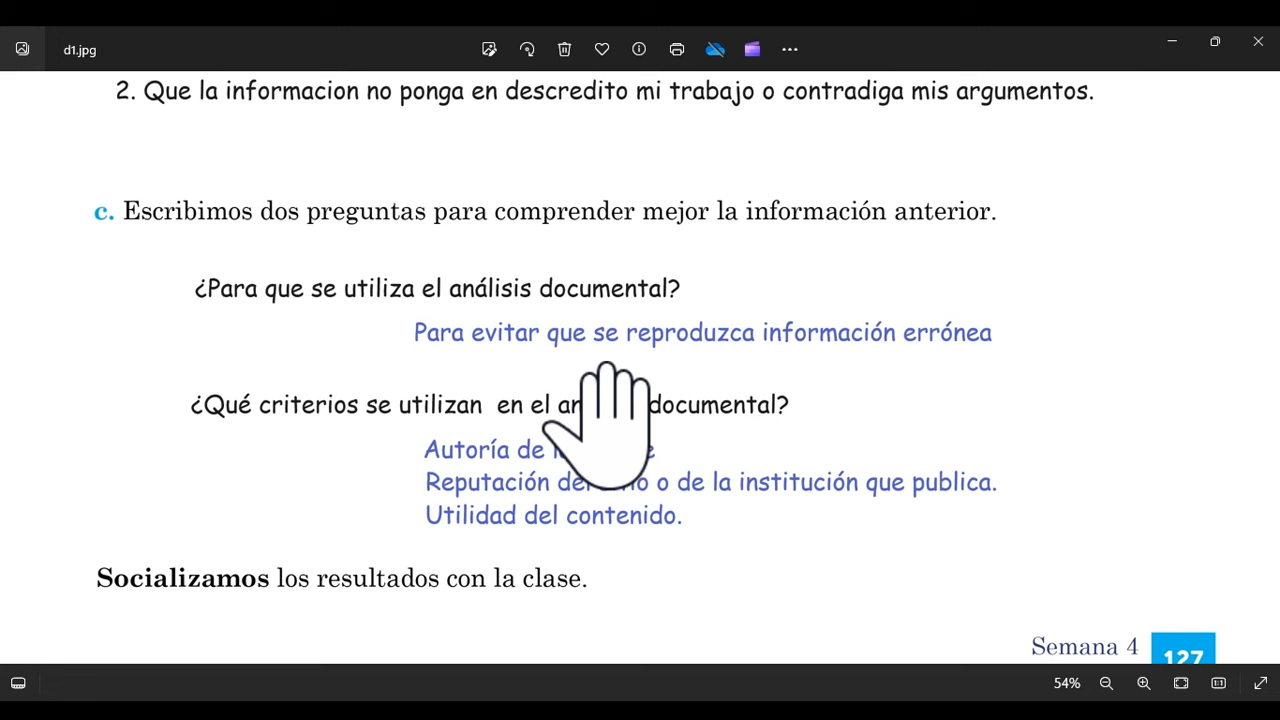 d1.jpg
2. Que la informacion no ponga en descredito mi trabajo o contradiga mis argumentos.
c. Escribimos dos preguntas para comprender mejor la información anterior.
¿Para que se utiliza el análisis documental?
Para evitar que se reproduzca información errónea
¿Qué criterios se utilizan en el documental?
Autoría de
Reputación o de la institución que publica.
Utilidad del contenido.
Socializamos los resultados con la clase.
Semana 4 127
54%